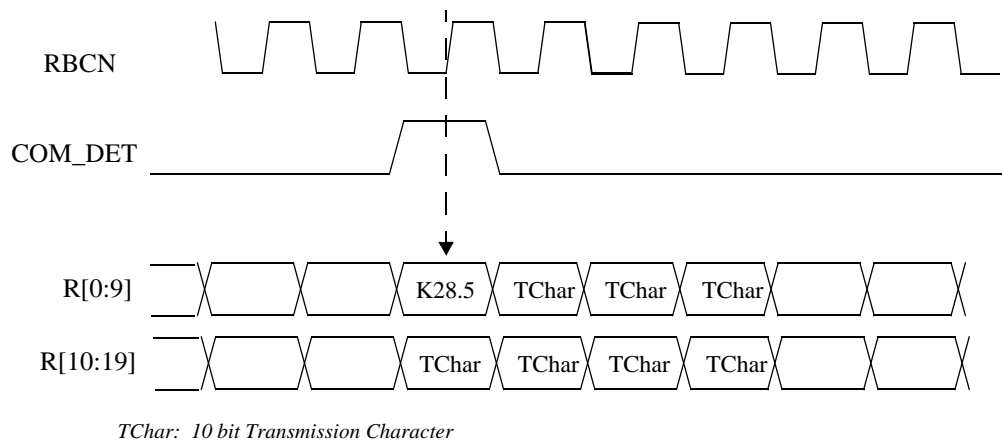 RBCN
COM_DET
R[0:9] K28.5 TChar TChar TChar
R[10:19] TChar TChar TChar TChar
TChar: 10 bit Transmission Character